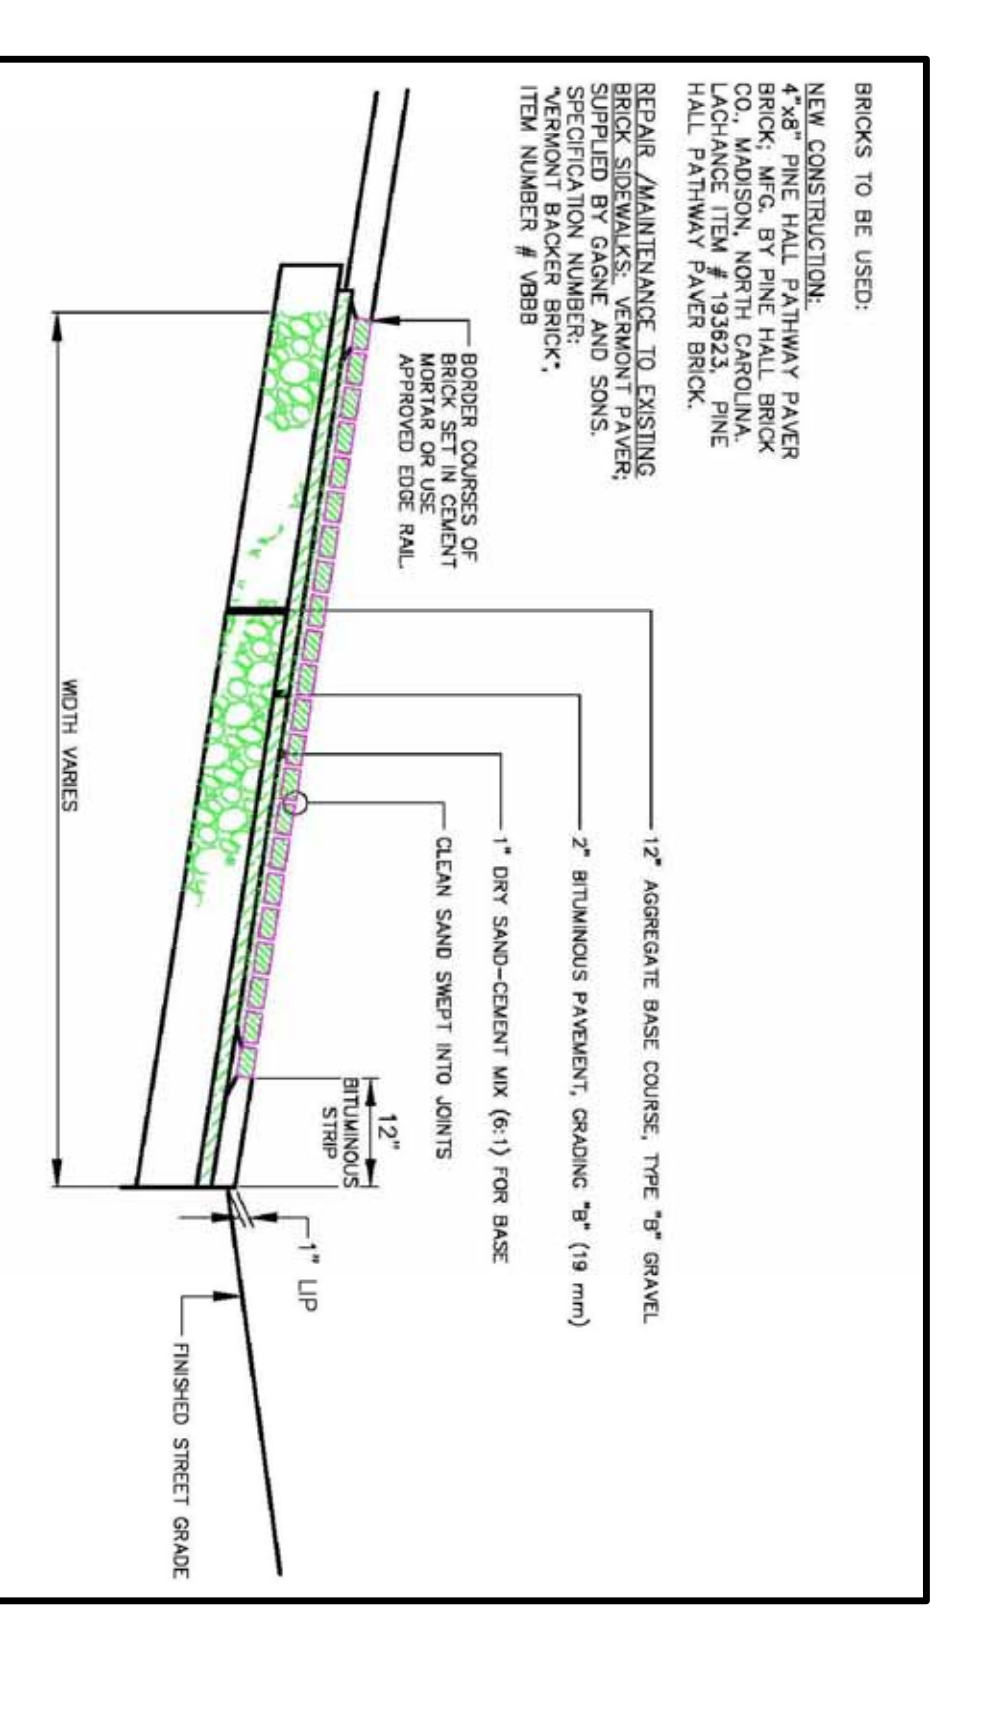 BRICKS TO BE USED:
NEW CONSTRUCTION:
4"x8" PINE HALL PATHWAY PAVER
BRICK; MFG. BY PINE HALL BRICK
CO., MADISON, NORTH CAROLINA.
LACHANCE ITEM # 193623, PINE
HALL PATHWAY PAVER BRICK.
REPAIR /MAINTENANCE TO EXISTING
BRICK SIDEWALKS: VERMONT PAVER;
SUPPLIED BY GAGNE AND SONS.
SPECIFICATION NUMBER:
"VERMONT BACKER BRICK",
ITEM NUMBER # VBBB
12" AGGREGATE BASE COURSE, TYPE "B" GRAVEL
2" BITUMINOUS PAVEMENT, GRADING "B" (19 mm)
1" DRY SAND-CEMENT MIX (6:1) FOR BASE
CLEAN SAND SWEPT INTO JOINTS
BORDER COURSES OF
BRICK SET IN CEMENT
MORTAR OR USE
APPROVED EDGE RAIL.
12"
BITUMINOUS
STRIP
1" LIP
FINISHED STREET GRADE
WIDTH VARIES